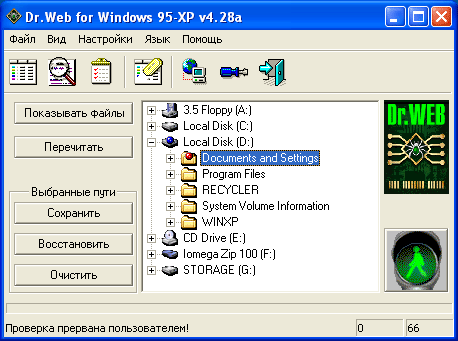 Dr.Web for Windows 95-XP v4.28a
Файл Вид Настройки Язык Помощь
Показывать файлы
Перечитать
Выбранные пути
Сохранить
Восстановить
Очистить
3.5 Floppy (A:)
Local Disk (C:)
Local Disk (D:)
Documents and Settings
Program Files
RECYCLER
System Volume Information
WINXP
CD Drive (E:)
Iomega Zip 100 (F:)
STORAGE (G:)
Dr.WEB
Проверка прервана пользователем!
0
66